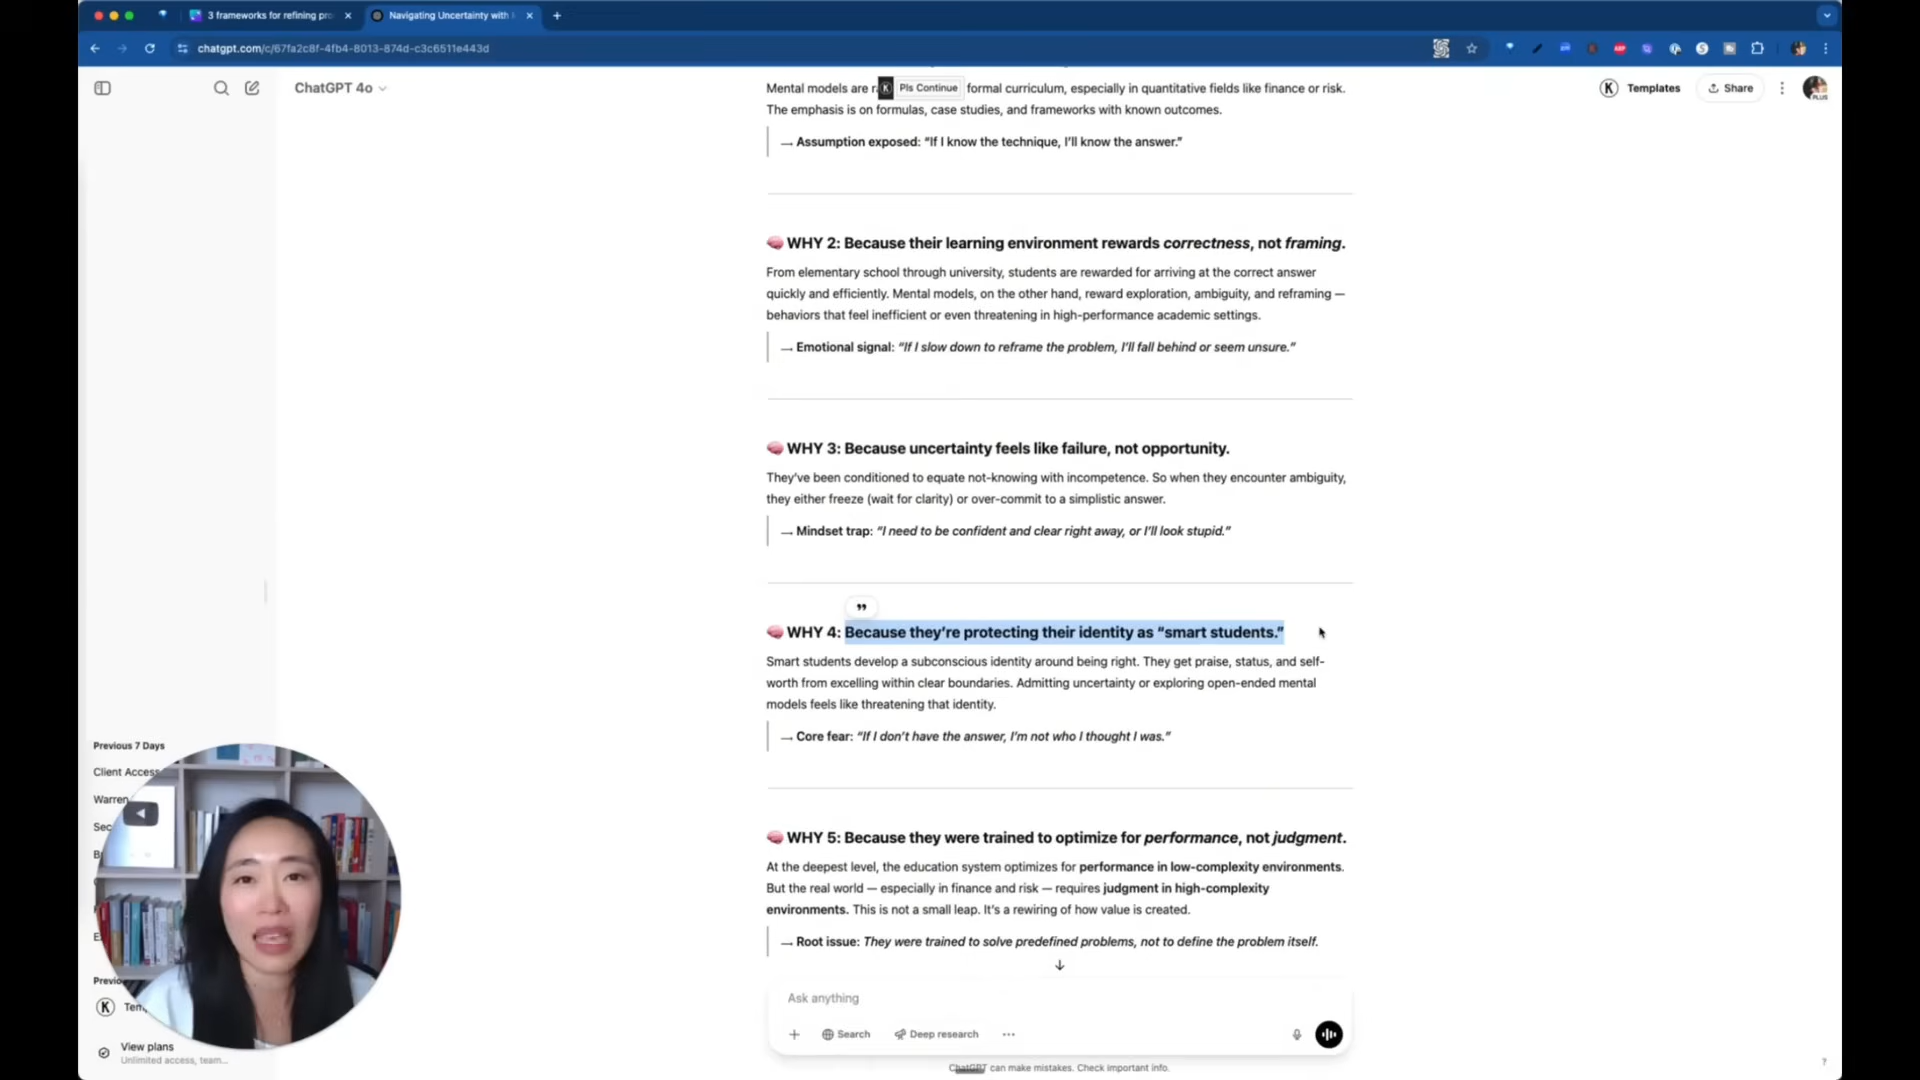 3 frameworks for refining pro
Navigating Uncertainty with
chatgpt.com/c/67fa2c8f-4fb4-8013-874d-c3c6511e443d
ChatGPT 4o
Templates
Share
PLUS
Mental models are r
Pls Continue
formal curriculum, especially in quantitative fields like finance or risk.
The emphasis is on formulas, case studies, and frameworks with known outcomes.
→ Assumption exposed: “If I know the technique, I’ll know the answer.”
WHY 2: Because their learning environment rewards correctness, not framing.
From elementary school through university, students are rewarded for arriving at the correct answer
quickly and efficiently. Mental models, on the other hand, reward exploration, ambiguity, and reframing —
behaviors that feel inefficient or even threatening in high-performance academic settings.
→ Emotional signal: “If I slow down to reframe the problem, I’ll fall behind or seem unsure.”
WHY 3: Because uncertainty feels like failure, not opportunity.
They’ve been conditioned to equate not-knowing with incompetence. So when they encounter ambiguity,
they either freeze (wait for clarity) or over-commit to a simplistic answer.
→ Mindset trap: “I need to be confident and clear right away, or I’ll look stupid.”
WHY 4: Because they’re protecting their identity as “smart students.”
Smart students develop a subconscious identity around being right. They get praise, status, and self-
worth from excelling within clear boundaries. Admitting uncertainty or exploring open-ended mental
models feels like threatening that identity.
→ Core fear: “If I don’t have the answer, I’m not who I thought I was.”
WHY 5: Because they were trained to optimize for performance, not judgment.
At the deepest level, the education system optimizes for performance in low-complexity environments.
But the real world — especially in finance and risk — requires judgment in high-complexity
environments. This is not a small leap. It’s a rewiring of how value is created.
→ Root issue: They were trained to solve predefined problems, not to define the problem itself.
Previous 7 Days
Client Access
Warren
Sec
Previo
K Tem
View plans
Unlimited access, team...
Ask anything
Search
Deep research
ChatGPT can make mistakes. Check important info.
?